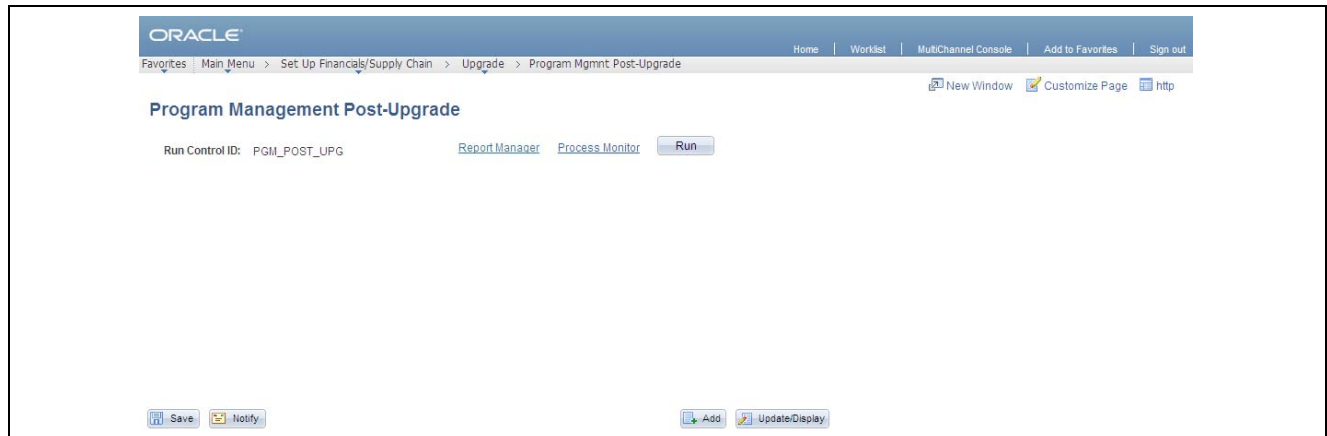 ORACLE
Home | Worklist | MultiChannel Console | Add to Favorites | Sign out
Favorites | Main Menu > Set Up Financials/Supply Chain > Upgrade > Program Mgmnt Post-Upgrade
New Window Customize Page http
Program Management Post-Upgrade
Run Control ID: PGM_POST_UPG Report Manager Process Monitor Run
Save Notify Add Update/Display